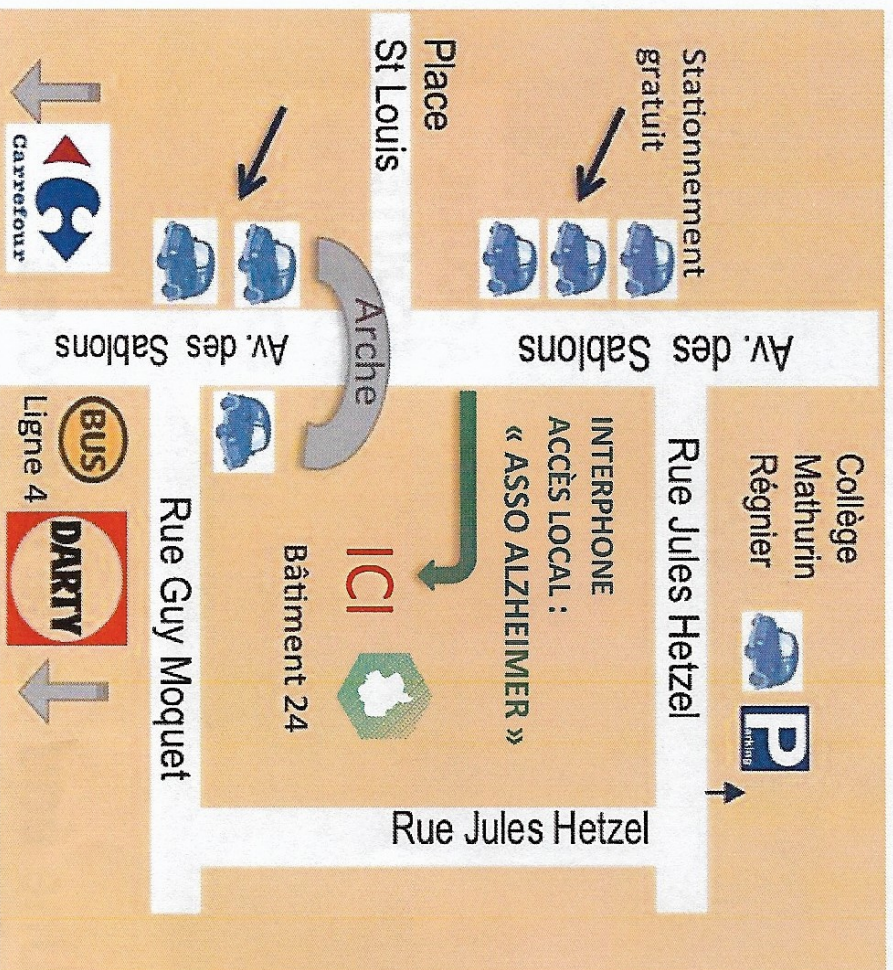 Collège
Mathurin
Régnier
Parking
Stationnement
gratuit
Rue Jules Hetzel
Av. des Sablons
INTERPHONE
ACCÈS LOCAL :
« ASSO ALZHEIMER »
Rue Jules Hetzel
Place
St Louis
Arche
ICI
Bâtiment 24
Av. des Sablons
Rue Guy Moquet
Carrefour
BUS
Ligne 4
DARTY